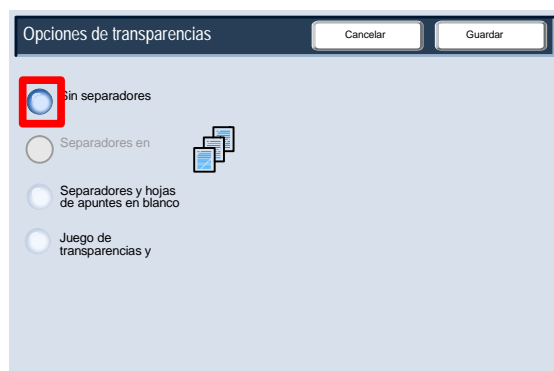 Opciones de transparencias
Cancelar
Guardar
Sin separadores
Separadores en
Separadores y hojas
de apuntes en blanco
Juego de
transparencias y